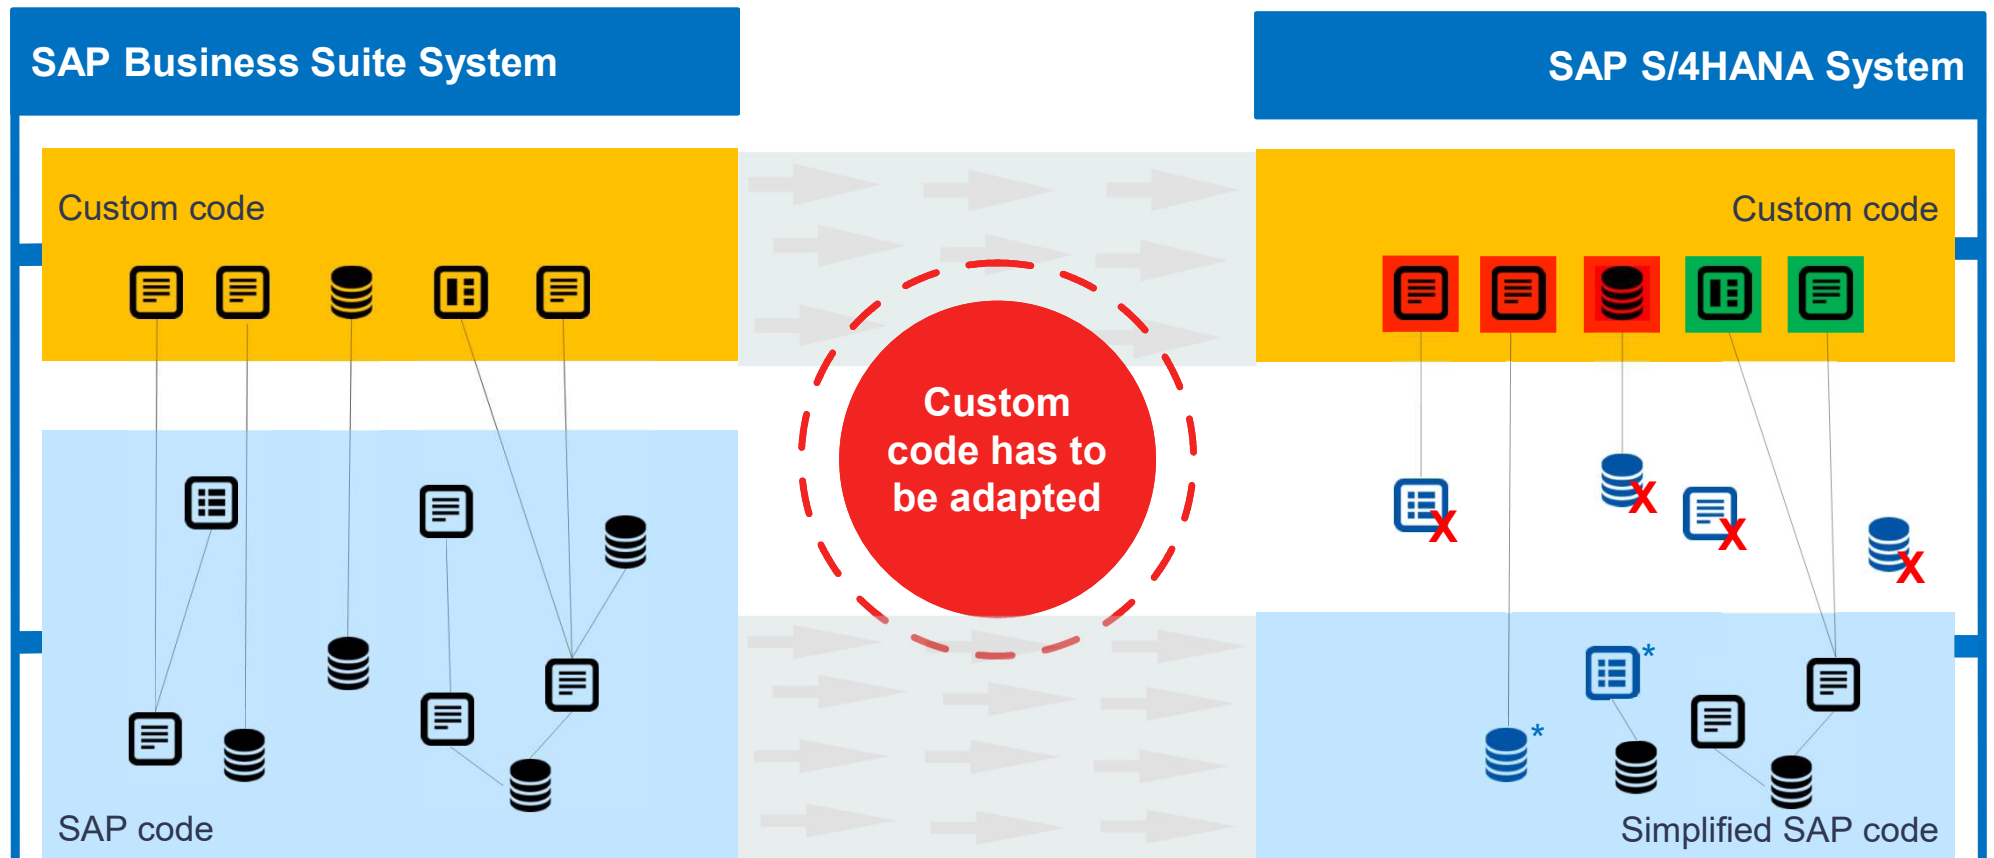 SAP Business Suite System
SAP S/4HANA System
Custom code
Custom code
Custom
code has to
be adapted
X
X
X
X
*
*
SAP code
Simplified SAP code